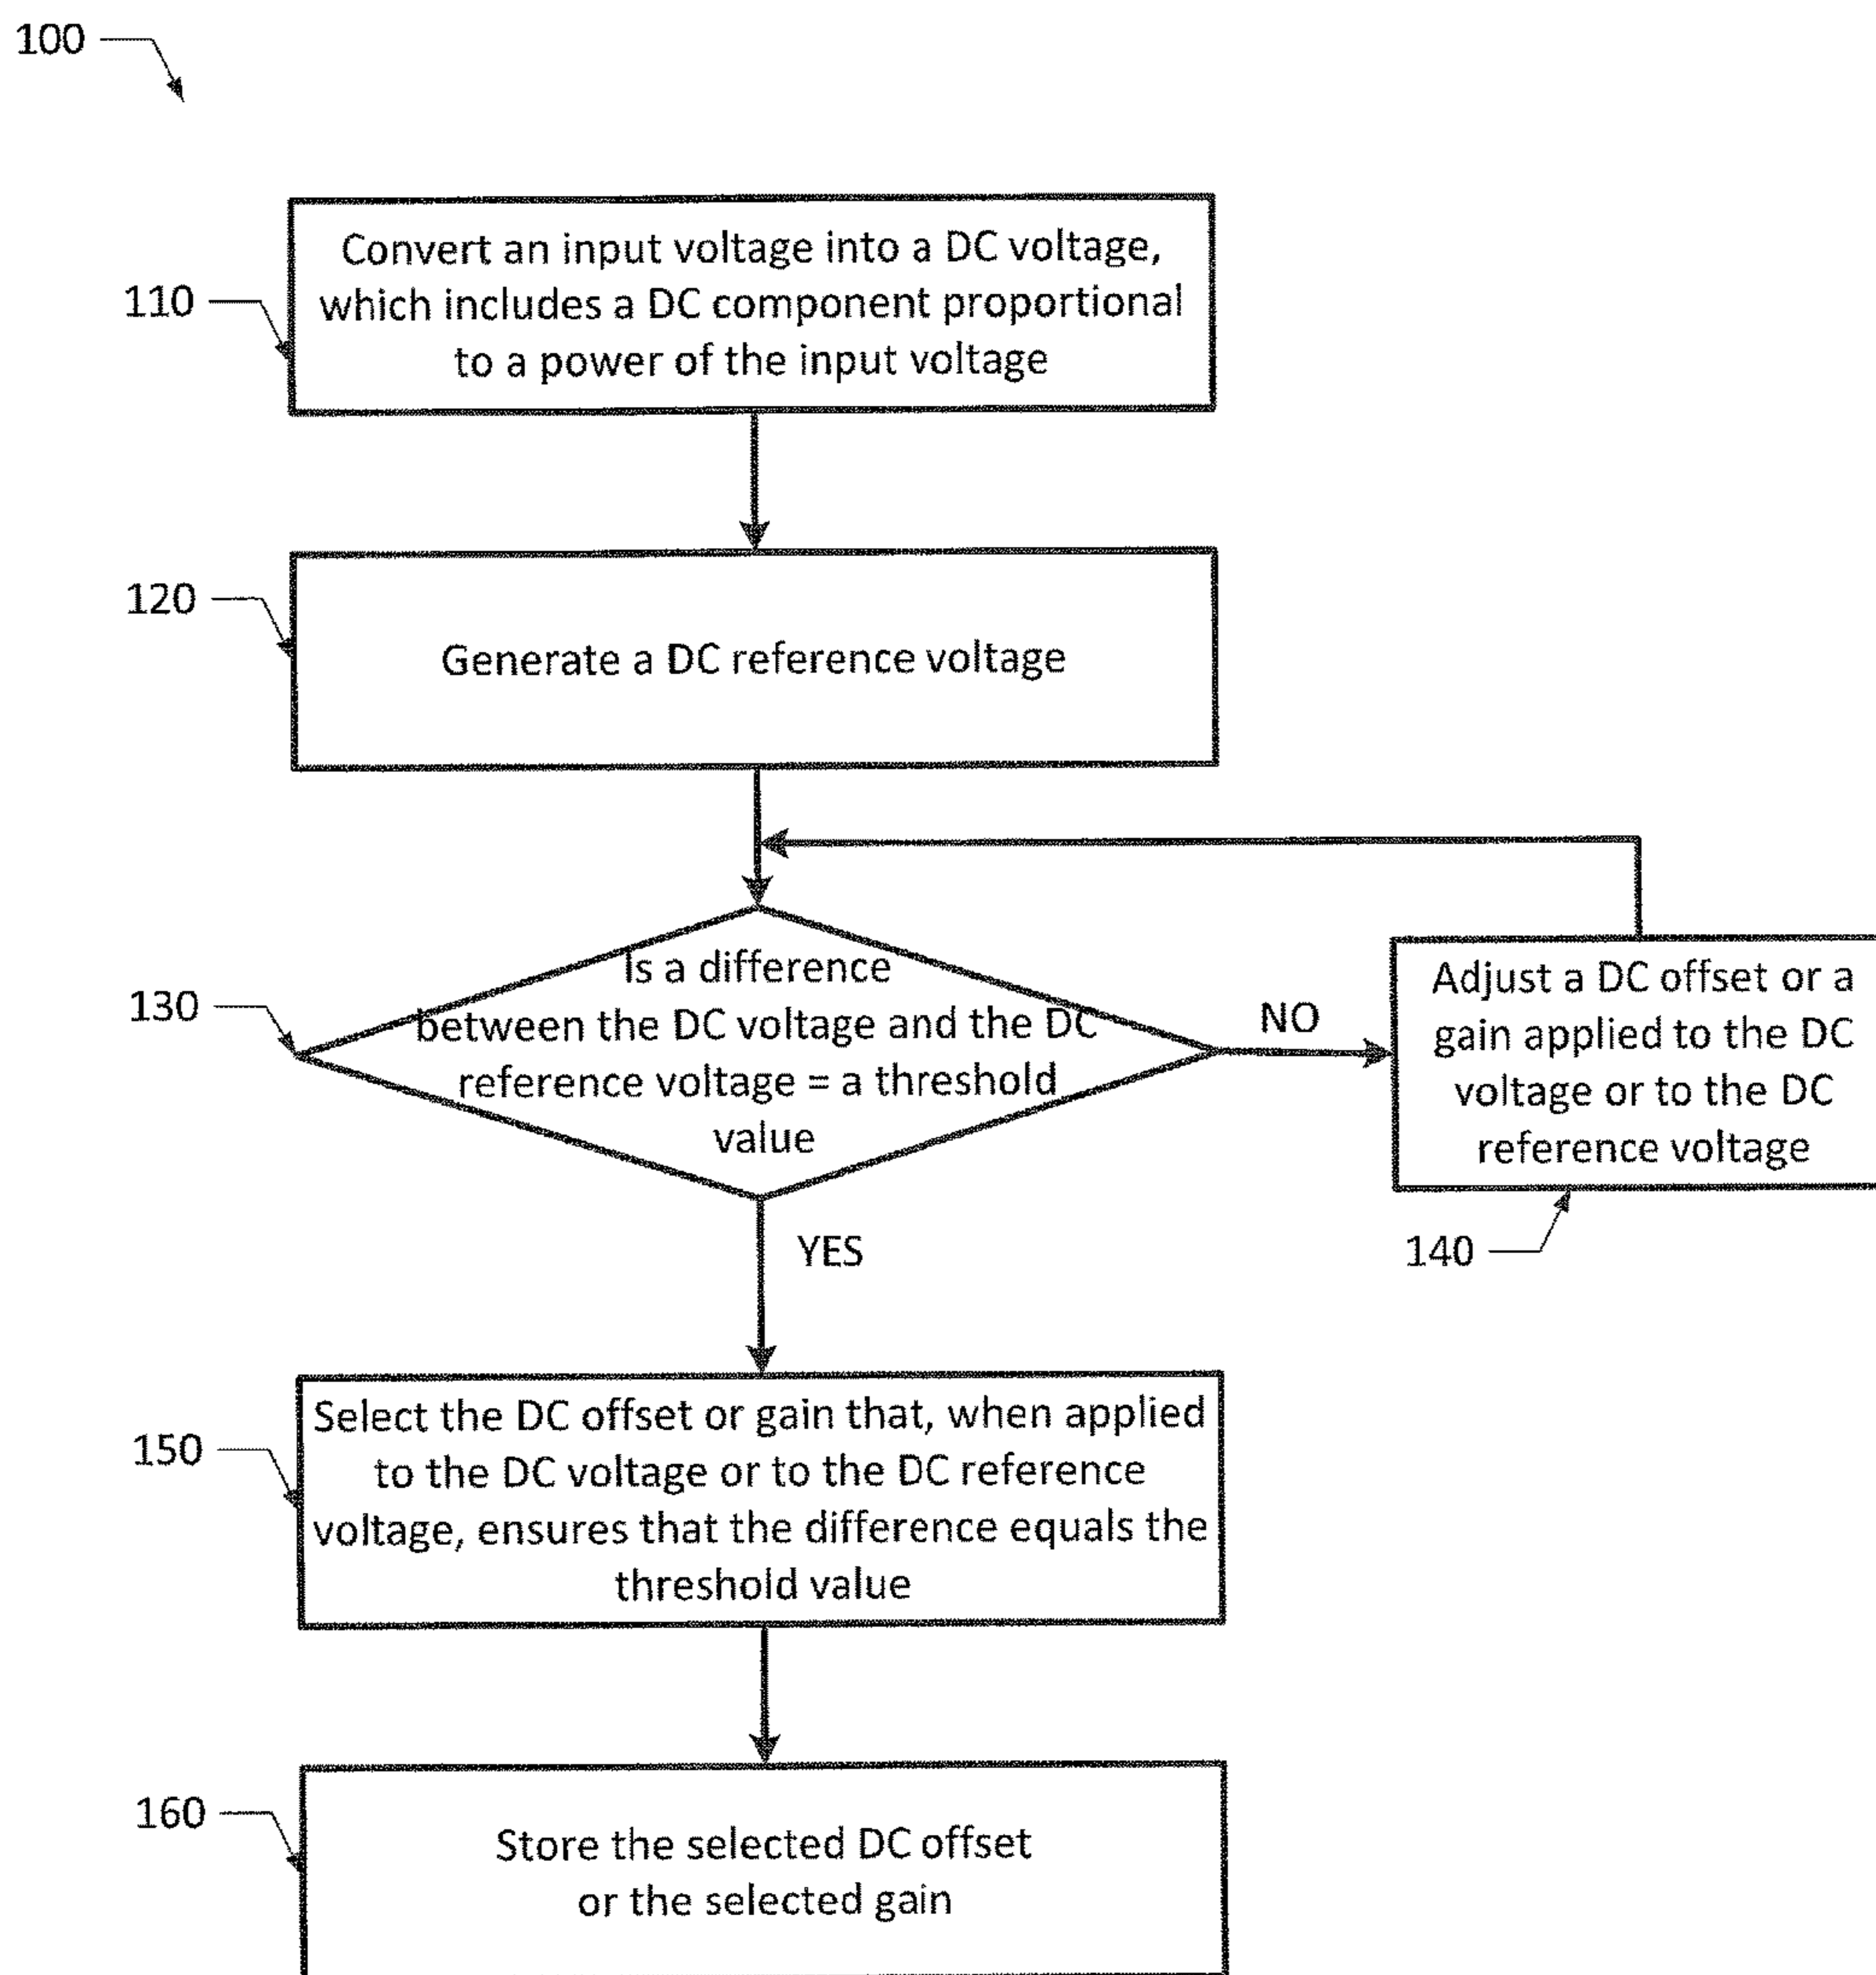 100
110
Convert an input voltage into a DC voltage,
which includes a DC component proportional
to a power of the input voltage
120
Generate a DC reference voltage
130
Is a difference
between the DC voltage and the DC
reference voltage = a threshold
value
NO
Adjust a DC offset or a
gain applied to the DC
voltage or to the DC
reference voltage
140
YES
150
Select the DC offset or gain that, when applied
to the DC voltage or to the DC reference
voltage, ensures that the difference equals the
threshold value
160
Store the selected DC offset
or the selected gain